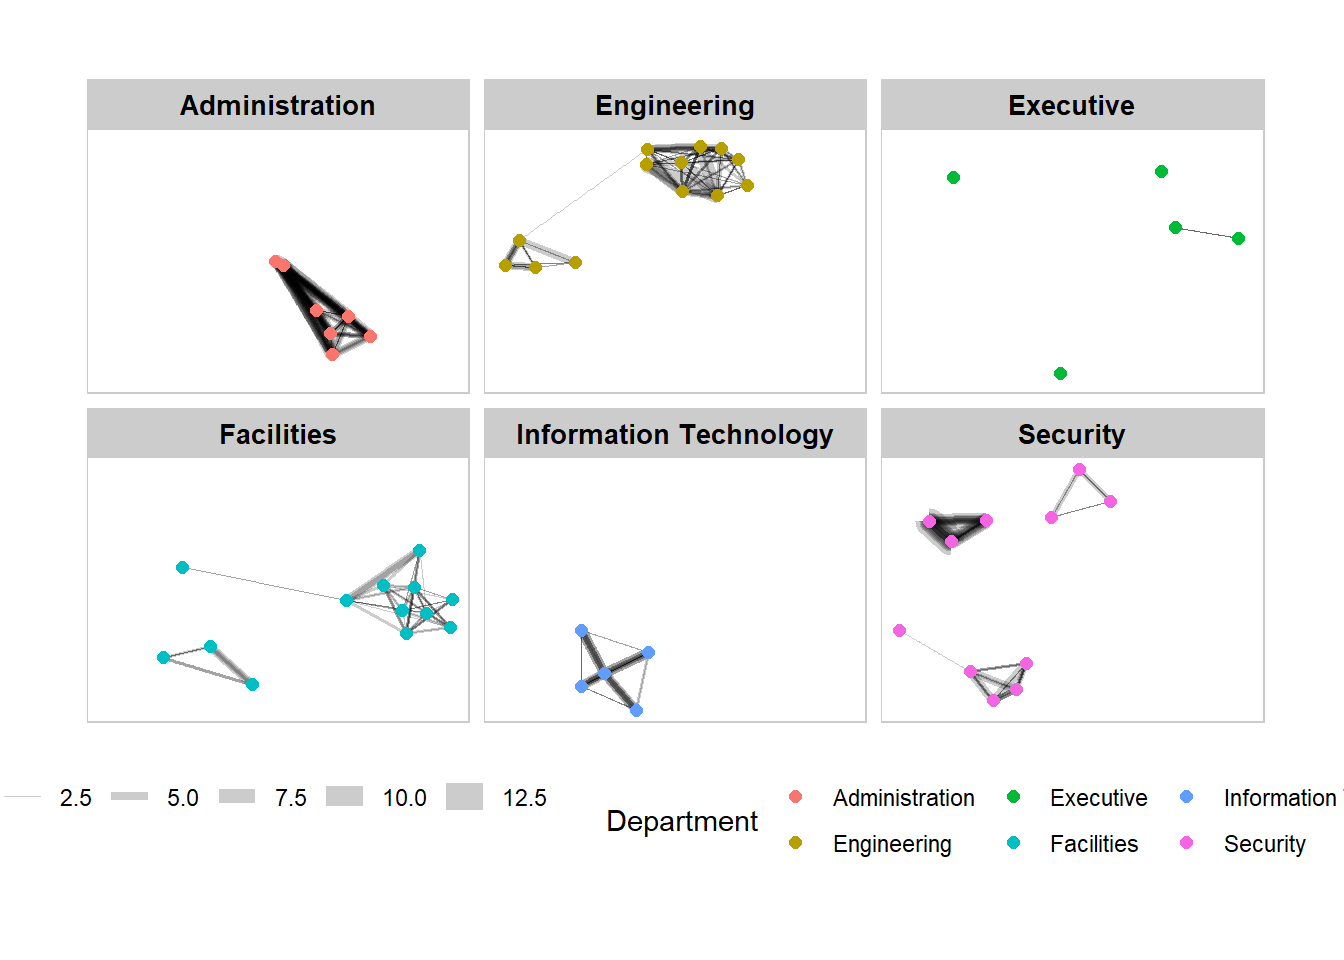 Administration Engineering Executive
Facilities Information Technology Security
2.5 5.0 7.5 10.0 12.5
Department
Administration Executive Information
Engineering Facilities Security